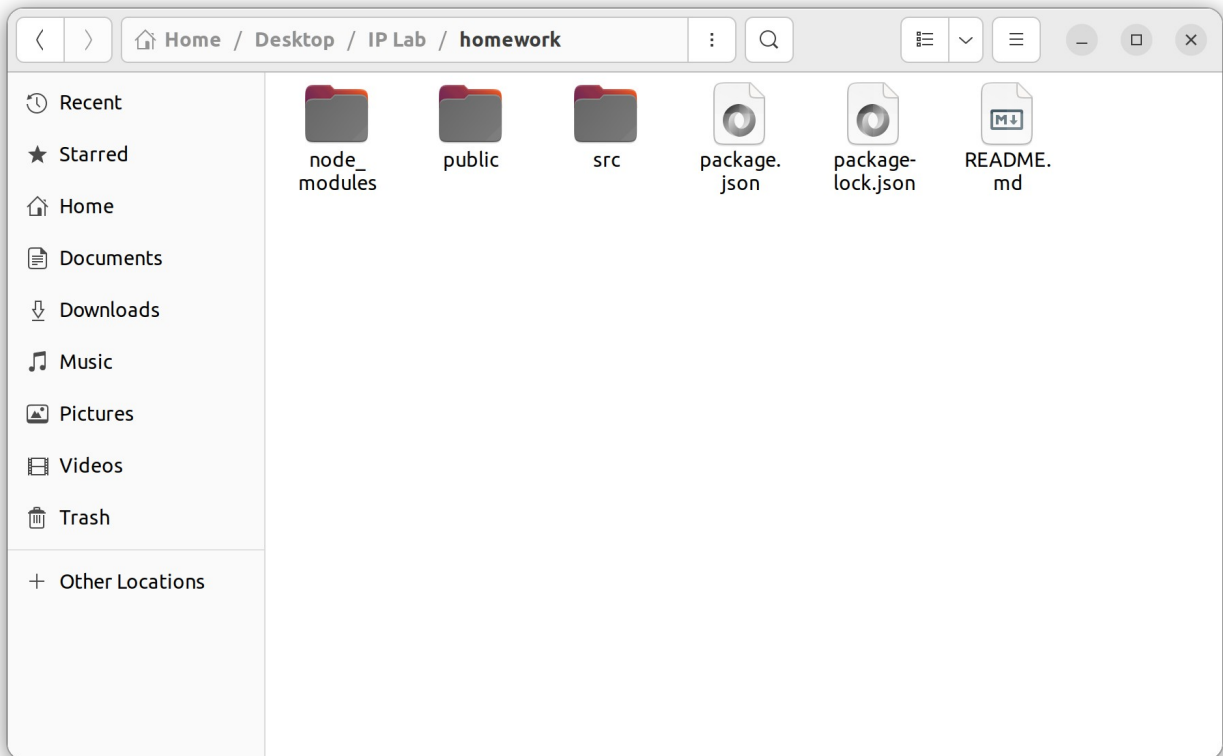 Home / Desktop / IP Lab / homework
Recent
Starred
Home
Documents
Downloads
Music
Pictures
Videos
Trash
Other Locations
node_
modules
public
src
package.
json
package-
lock.json
M
README.
md